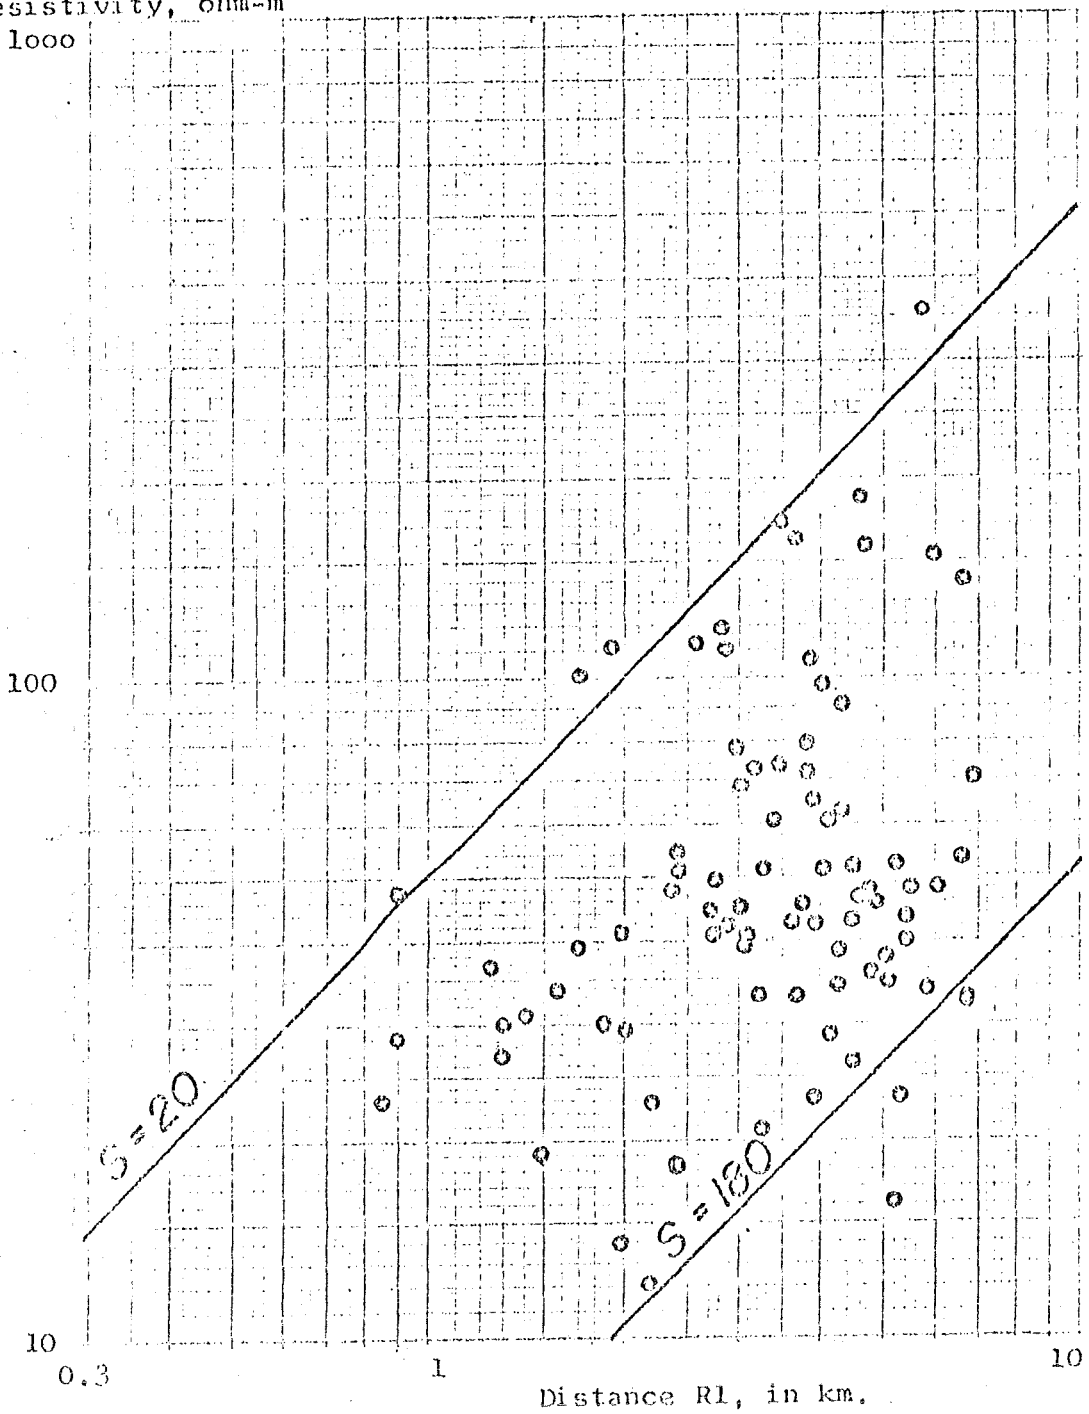 esistivity, ohm-m
1000
100
10
0.3
1
10
Distance R1, in km.
S = 20
S = 180